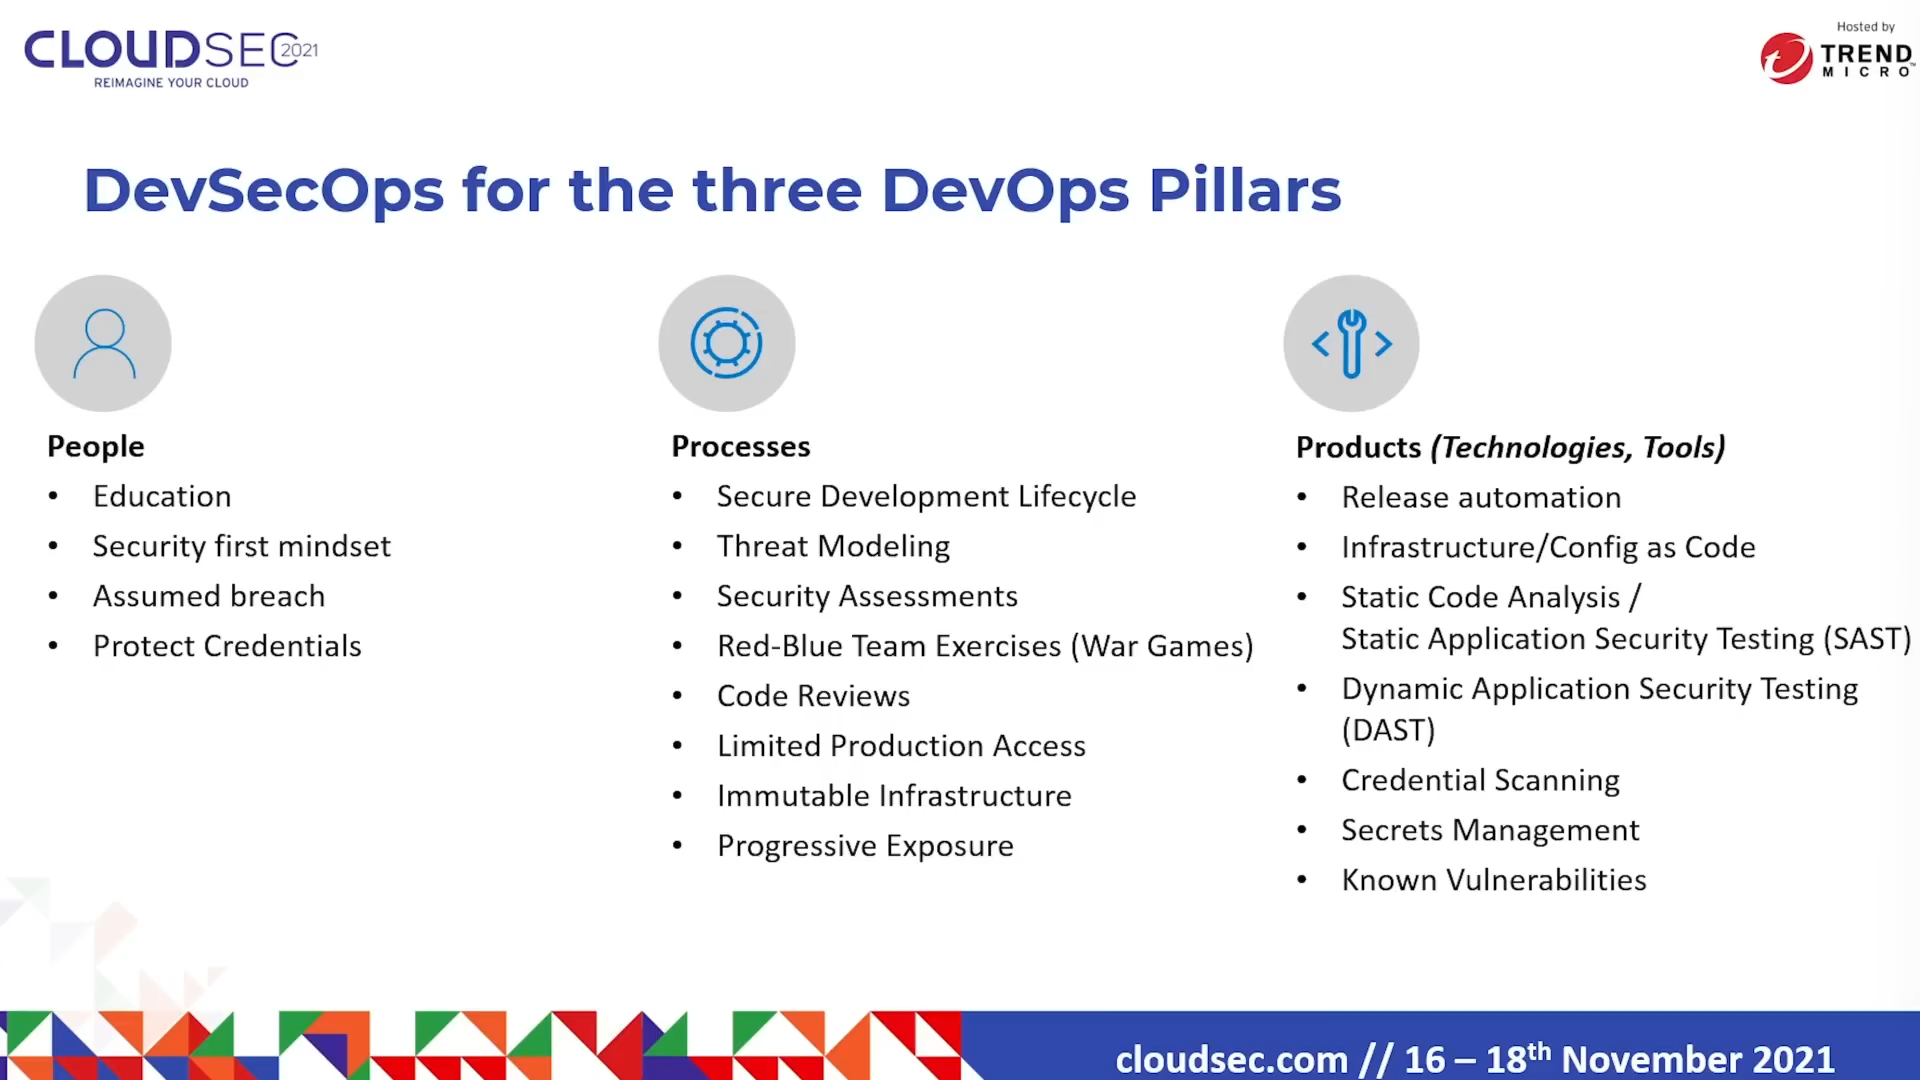 CLOUDSEC 2021
REIMAGINE YOUR CLOUD
Hosted by
TREND
MICRO™
DevSecOps for the three DevOps Pillars
People
• Education
• Security first mindset
• Assumed breach
• Protect Credentials
Processes
• Secure Development Lifecycle
• Threat Modeling
• Security Assessments
• Red-Blue Team Exercises (War Games)
• Code Reviews
• Limited Production Access
• Immutable Infrastructure
• Progressive Exposure
Products (Technologies, Tools)
• Release automation
• Infrastructure/Config as Code
• Static Code Analysis /
Static Application Security Testing (SAST)
• Dynamic Application Security Testing
(DAST)
• Credential Scanning
• Secrets Management
• Known Vulnerabilities
cloudsec.com // 16 – 18th November 2021